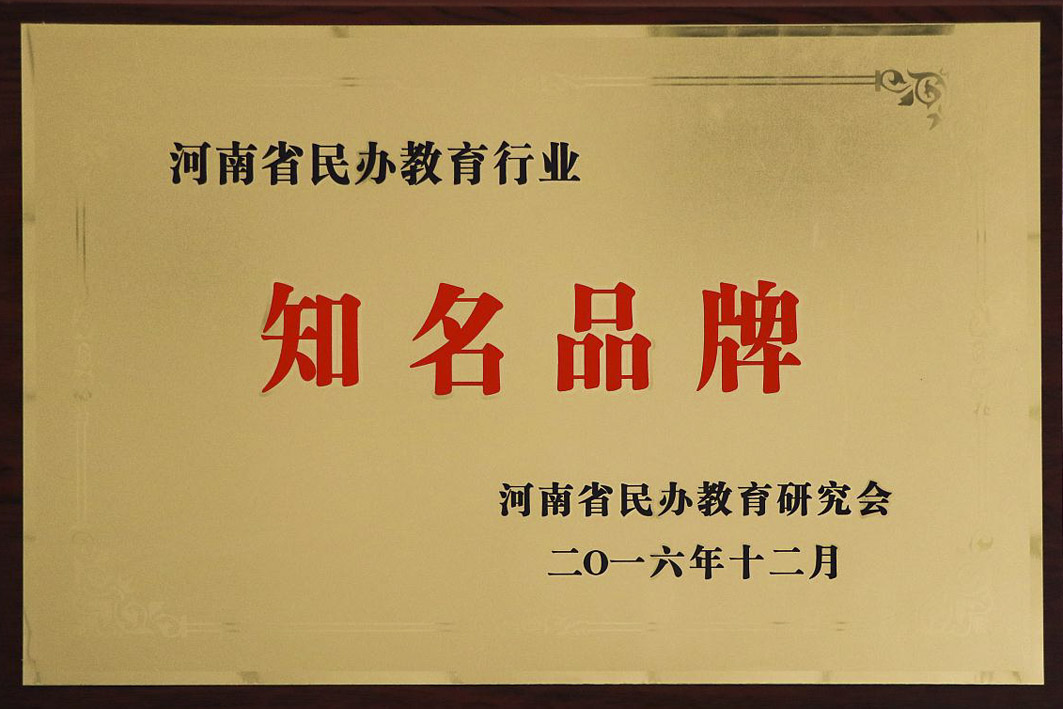 河南省民办教育行业
知名品牌
河南省民办教育研究会
二〇一六年十二月